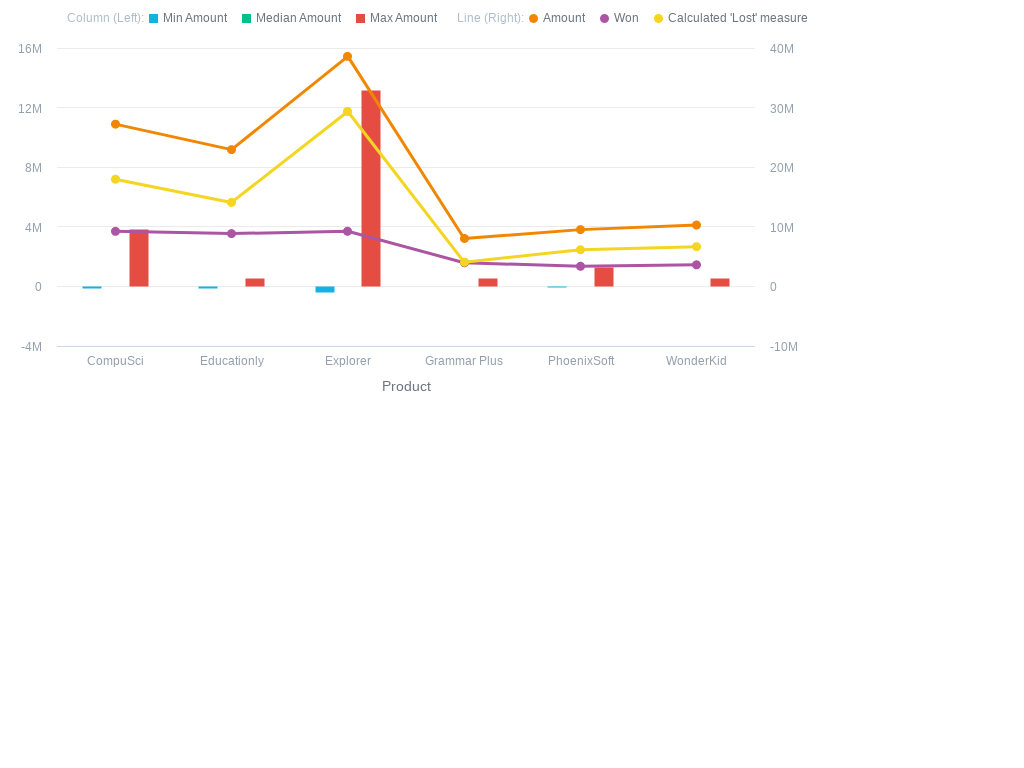 Column (Left): Min Amount Median Amount Max Amount Line (Right): Amount Won Calculated 'Lost' measure
16M 40M
12M 30M
8M 20M
4M 10M
0 0
-4M -10M
CompuSci Educationly Explorer Grammar Plus PhoenixSoft WonderKid
Product